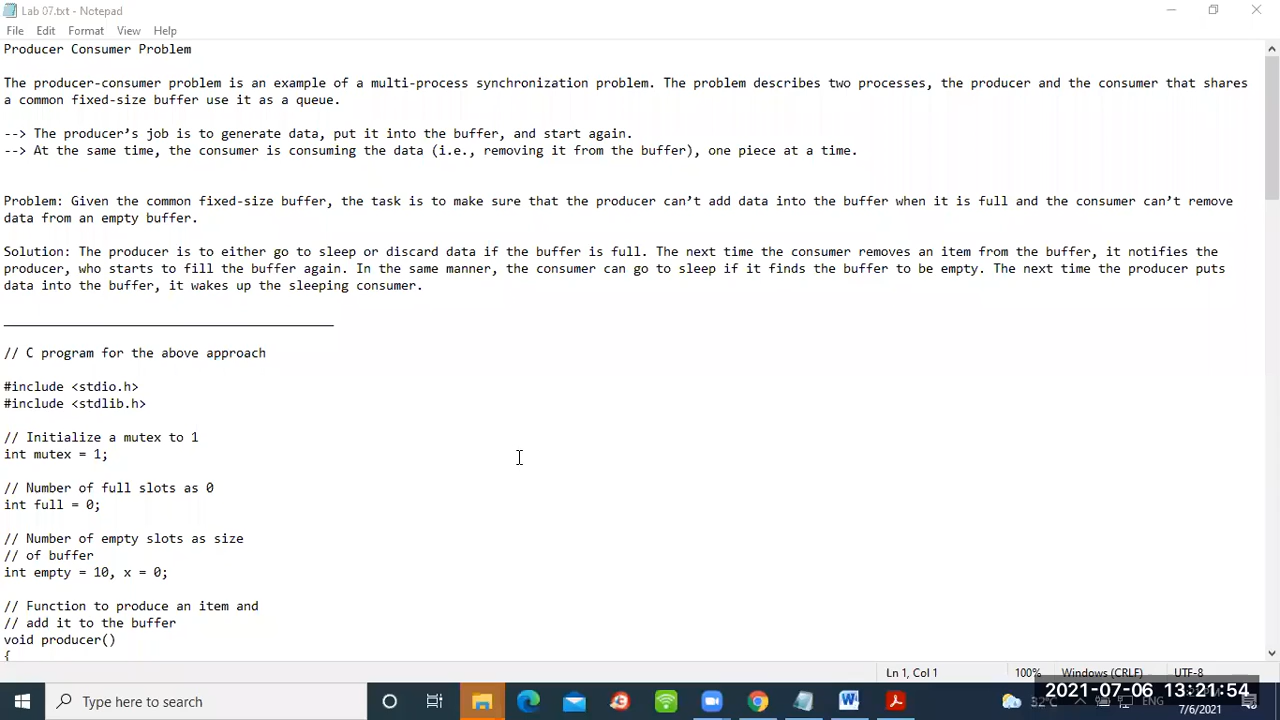 Lab 07.txt - Notepad
File Edit Format View Help
Producer Consumer Problem
The producer-consumer problem is an example of a multi-process synchronization problem. The problem describes two processes, the producer and the consumer that shares
a common fixed-size buffer use it as a queue.
--> The producer’s job is to generate data, put it into the buffer, and start again.
--> At the same time, the consumer is consuming the data (i.e., removing it from the buffer), one piece at a time.
Problem: Given the common fixed-size buffer, the task is to make sure that the producer can’t add data into the buffer when it is full and the consumer can’t remove
data from an empty buffer.
Solution: The producer is to either go to sleep or discard data if the buffer is full. The next time the consumer removes an item from the buffer, it notifies the
producer, who starts to fill the buffer again. In the same manner, the consumer can go to sleep if it finds the buffer to be empty. The next time the producer puts
data into the buffer, it wakes up the sleeping consumer.
____________________________________________
// C program for the above approach
#include <stdio.h>
#include <stdlib.h>
// Initialize a mutex to 1
int mutex = 1;
// Number of full slots as 0
int full = 0;
// Number of empty slots as size
// of buffer
int empty = 10, x = 0;
// Function to produce an item and
// add it to the buffer
void producer()
{
Ln 1, Col 1 100% Windows (CRLF) UTF-8
Type here to search
32°C ENG
2021-07-06 13:21:54
7/6/2021